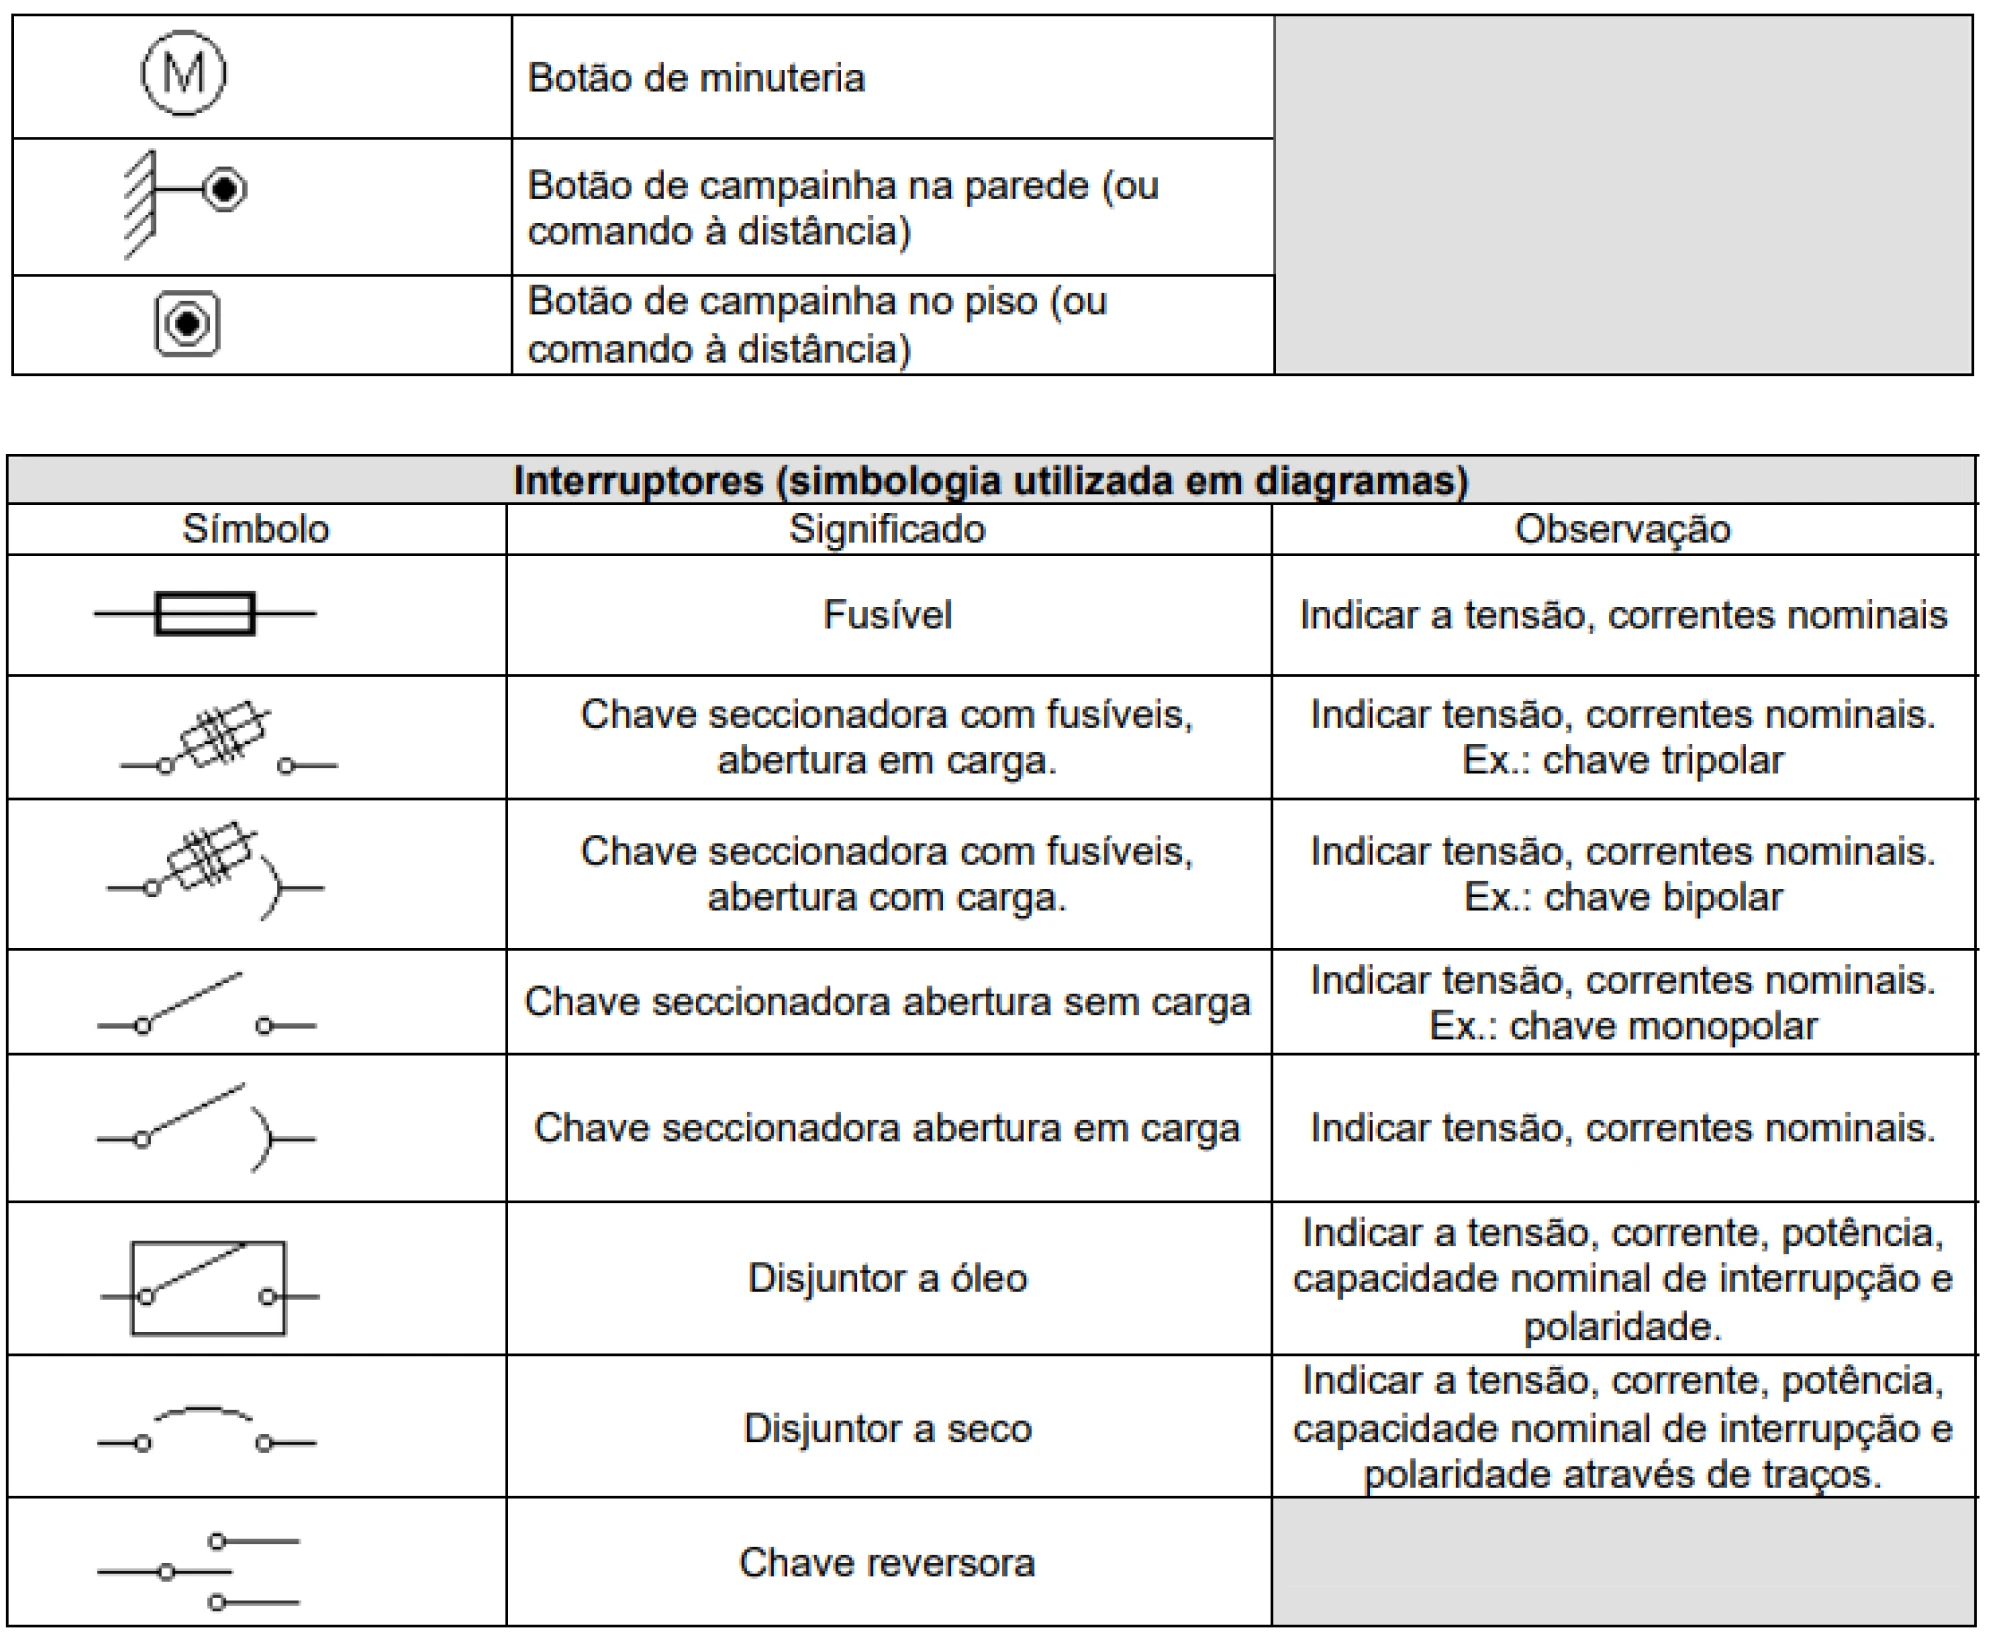 M
Botão de minuteria
Botão de campainha na parede (ou
comando à distância)
Botão de campainha no piso (ou
comando à distância)
Interruptores (simbologia utilizada em diagramas)
Símbolo
Significado
Observação
Fusível
Indicar a tensão, correntes nominais
Chave seccionadora com fusíveis,
abertura em carga.
Indicar tensão, correntes nominais.
Ex.: chave tripolar
Chave seccionadora com fusíveis,
abertura com carga.
Indicar tensão, correntes nominais.
Ex.: chave bipolar
Chave seccionadora abertura sem carga
Indicar tensão, correntes nominais.
Ex.: chave monopolar
Chave seccionadora abertura em carga
Indicar tensão, correntes nominais.
Disjuntor a óleo
Indicar a tensão, corrente, potência,
capacidade nominal de interrupção e
polaridade.
Disjuntor a seco
Indicar a tensão, corrente, potência,
capacidade nominal de interrupção e
polaridade através de traços.
Chave reversora